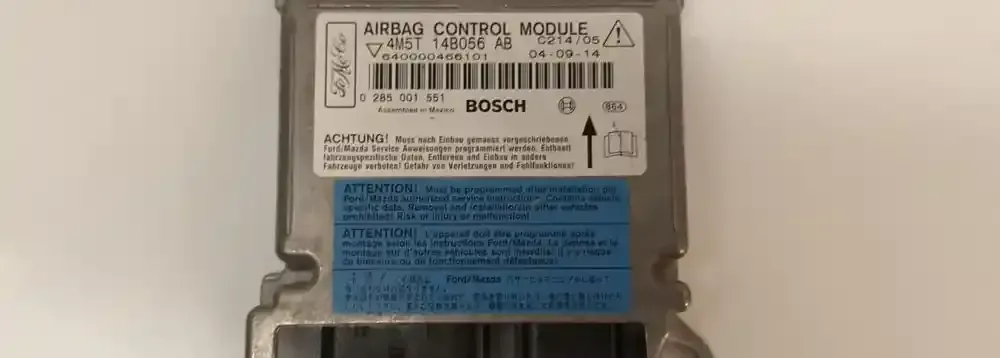 FoMoCo
AIRBAG CONTROL MODULE
4M5T 14B056 AB C214/05
640000466101 04-09-14
0 285 001 551
Assembled in Mexico BOSCH 864
ACHTUNG! Muss nach Einbau gemaess vorgeschriebenen
Ford/Mazda Service Anweisungen programmiert werden. Enthaelt
fahrzeugspezifische Daten. Entfernen und Einbau in andere
Fahrzeuge verboten! Gefahr von Verletzungen und Fehlfunktionen!
ATTENTION! Must be programmed after installation per
Ford/Mazda authorized service instructions. Contains vehicle
specific data. Removal and installation in other vehicles
prohibited! Risk of injury or malfunction!
ATTENTION! L'appareil doit être programmé après
montage selon les instructions Ford/Mazda. La dépose et le
montage sur d'autres véhicules sont interdits! Il y a risque
de blessure ou de fonctionnement défectueux!
Ford/Mazda